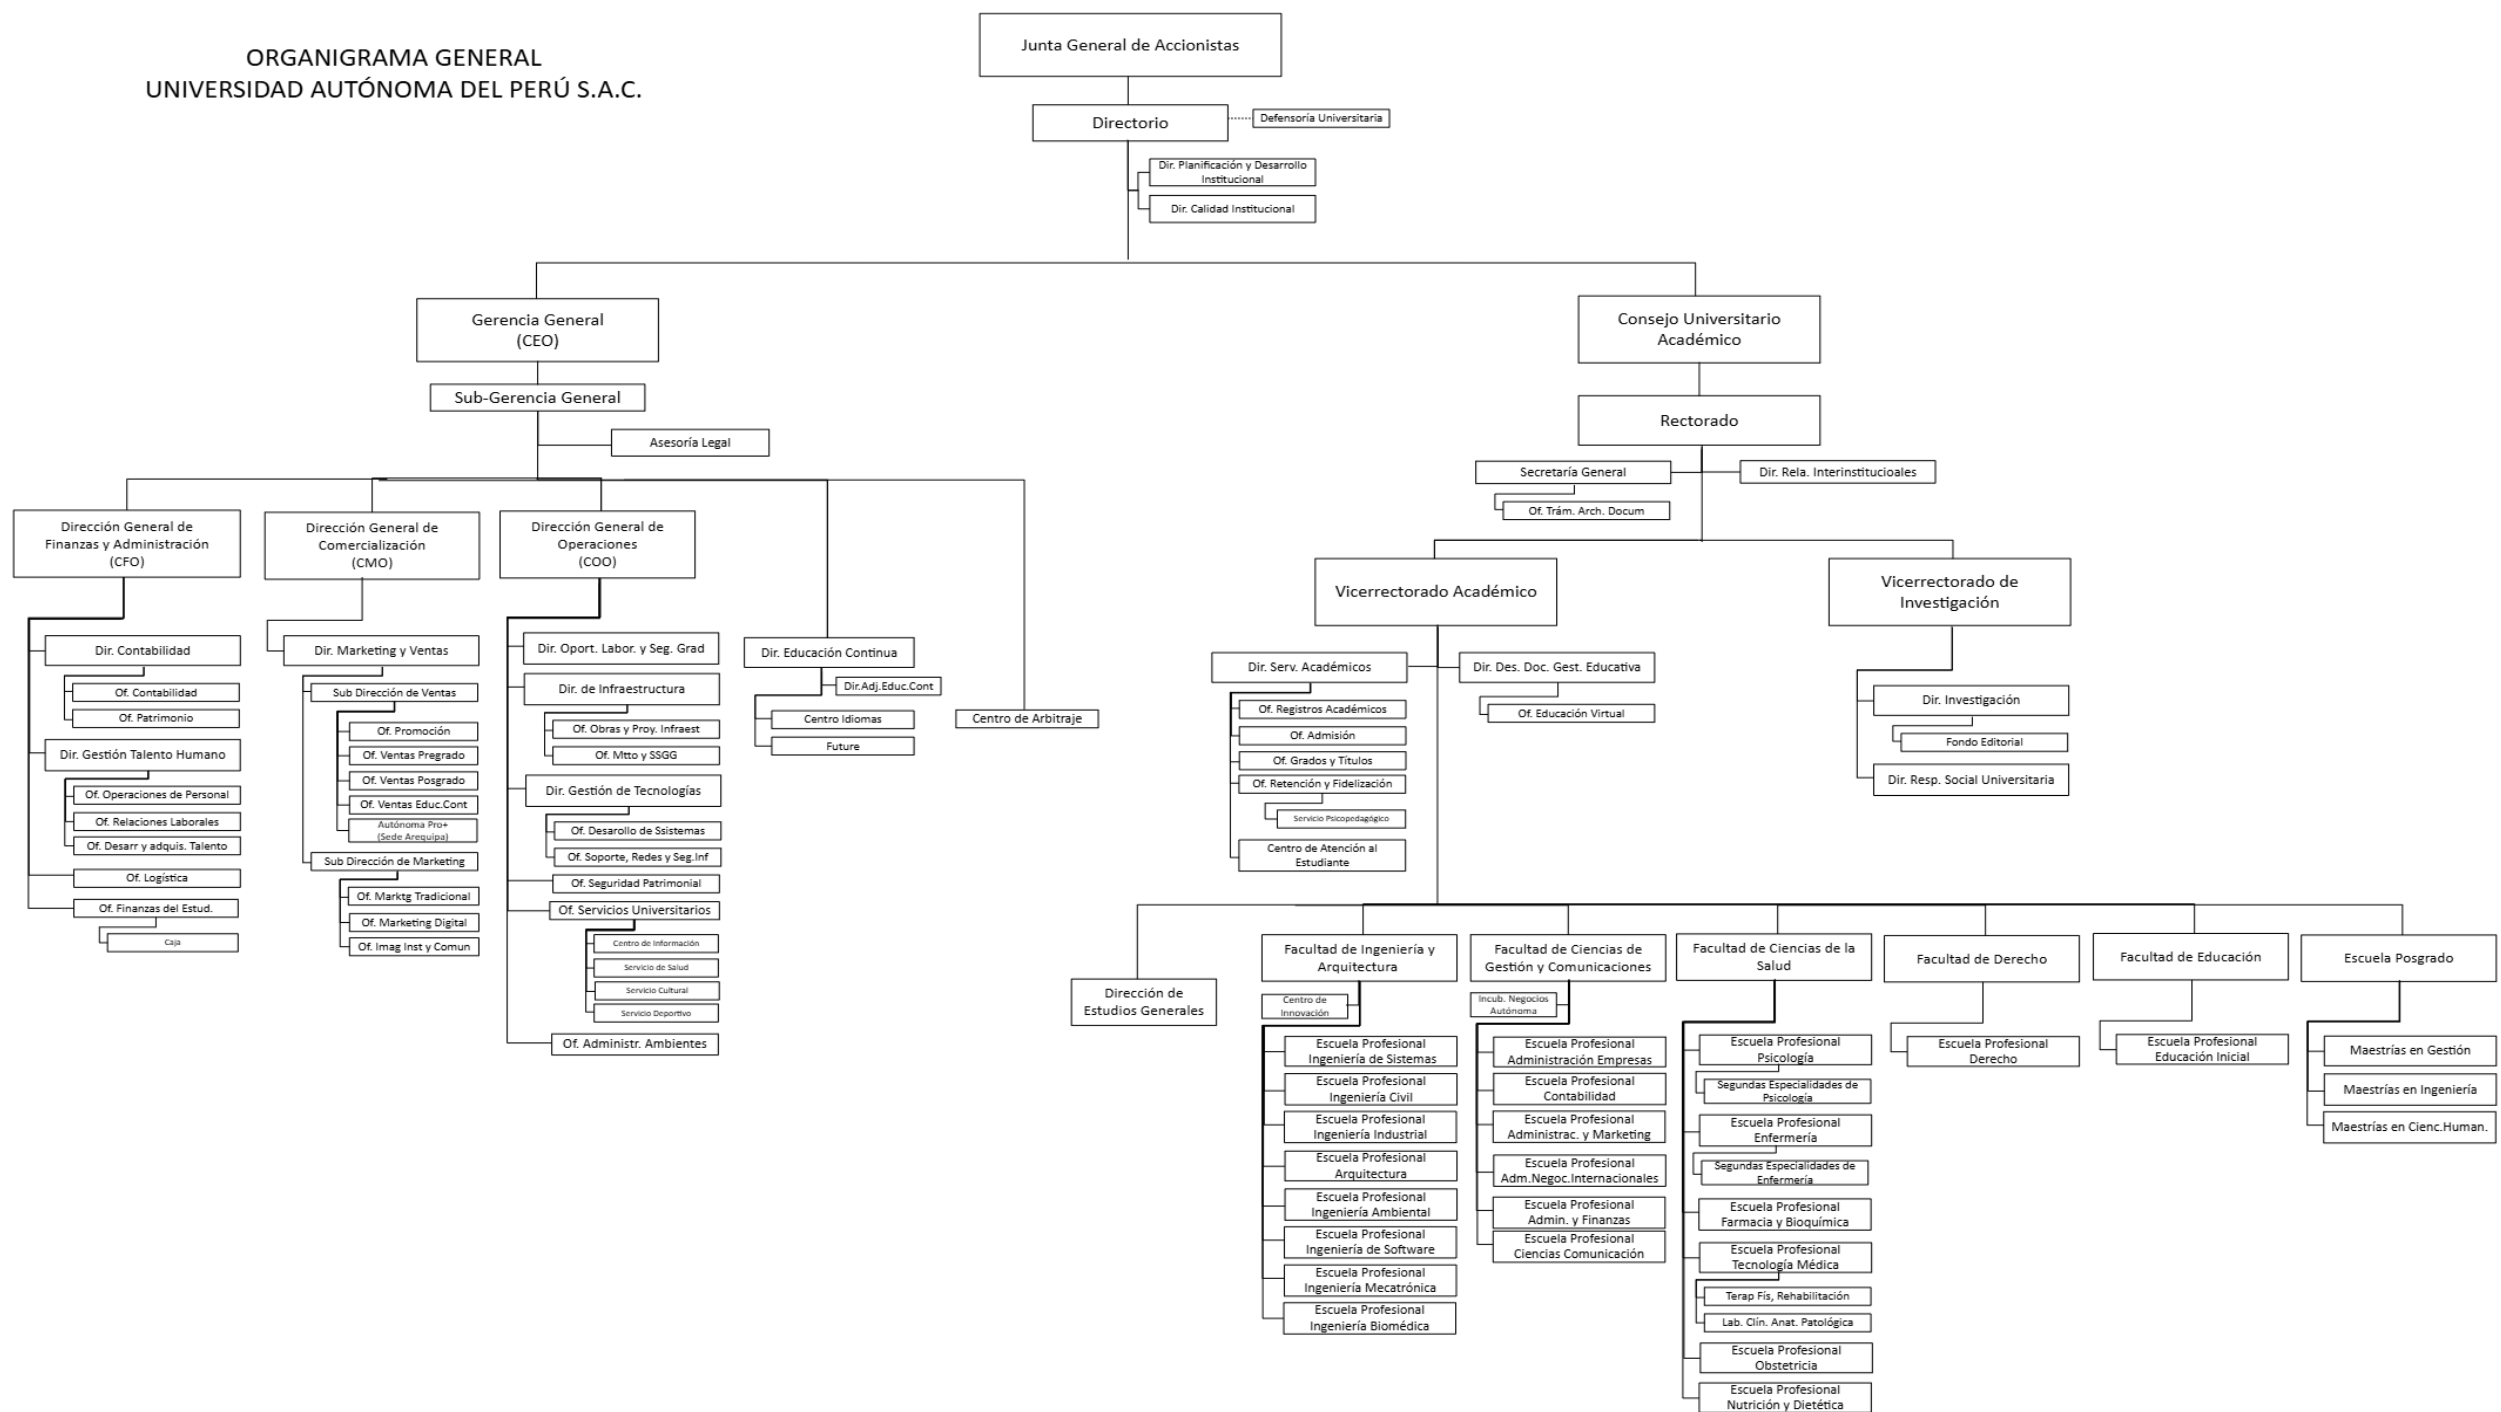 ORGANIGRAMA GENERAL
UNIVERSIDAD AUTÓNOMA DEL PERÚ S.A.C.
Junta General de Accionistas
Directorio
Defensoría Universitaria
Dir. Planificación y Desarrollo
Institucional
Dir. Calidad Institucional
Gerencia General
(CEO)
Sub-Gerencia General
Asesoría Legal
Dirección General de
Finanzas y Administración
(CFO)
Dir. Contabilidad
Of. Contabilidad
Of. Patrimonio
Dir. Gestión Talento Humano
Of. Operaciones de Personal
Of. Relaciones Laborales
Of. Desarr y adquis. Talento
Of. Logística
Of. Finanzas del Estud.
Caja
Dirección General de
Comercialización
(CMO)
Dir. Marketing y Ventas
Sub Dirección de Ventas
Of. Promoción
Of. Ventas Pregrado
Of. Ventas Posgrado
Of. Ventas Educ.Cont
Autónoma Pro+
(Sede Arequipa)
Sub Dirección de Marketing
Of. Marktg Tradicional
Of. Marketing Digital
Of. Imag Inst y Comun
Dirección General de
Operaciones
(COO)
Dir. Oport. Labor. y Seg. Grad
Dir. de Infraestructura
Of. Obras y Proy. Infraest
Of. Mtto y SSGG
Dir. Gestión de Tecnologías
Of. Desarollo de Ssistemas
Of. Soporte, Redes y Seg.Inf
Of. Seguridad Patrimonial
Of. Servicios Universitarios
Centro de Información
Servicio de Salud
Servicio Cultural
Servicio Deportivo
Of. Administr. Ambientes
Dir. Educación Continua
Dir.Adj.Educ.Cont
Centro Idiomas
Future
Centro de Arbitraje
Consejo Universitario
Académico
Rectorado
Secretaría General
Dir. Rela. Interinstitucioales
Of. Trám. Arch. Docum
Vicerrectorado Académico
Dir. Serv. Académicos
Of. Registros Académicos
Of. Admisión
Of. Grados y Títulos
Of. Retención y Fidelización
Servicio Psicopedagógico
Centro de Atención al
Estudiante
Dir. Des. Doc. Gest. Educativa
Of. Educación Virtual
Vicerrectorado de
Investigación
Dir. Investigación
Fondo Editorial
Dir. Resp. Social Universitaria
Dirección de
Estudios Generales
Facultad de Ingeniería y
Arquitectura
Centro de
Innovación
Escuela Profesional
Ingeniería de Sistemas
Escuela Profesional
Ingeniería Civil
Escuela Profesional
Ingeniería Industrial
Escuela Profesional
Arquitectura
Escuela Profesional
Ingeniería Ambiental
Escuela Profesional
Ingeniería de Software
Escuela Profesional
Ingeniería Mecatrónica
Escuela Profesional
Ingeniería Biomédica
Facultad de Ciencias de
Gestión y Comunicaciones
Incub. Negocios
Autónoma
Escuela Profesional
Administración Empresas
Escuela Profesional
Contabilidad
Escuela Profesional
Administrac. y Marketing
Escuela Profesional
Adm.Negoc.Internacionales
Escuela Profesional
Admin. y Finanzas
Escuela Profesional
Ciencias Comunicación
Facultad de Ciencias de la
Salud
Escuela Profesional
Psicología
Segundas Especialidades de
Psicología
Escuela Profesional
Enfermería
Segundas Especialidades de
Enfermería
Escuela Profesional
Farmacia y Bioquímica
Escuela Profesional
Tecnología Médica
Terap Fís, Rehabilitación
Lab. Clín. Anat. Patológica
Escuela Profesional
Obstetricia
Escuela Profesional
Nutrición y Dietética
Facultad de Derecho
Escuela Profesional
Derecho
Facultad de Educación
Escuela Profesional
Educación Inicial
Escuela Posgrado
Maestrías en Gestión
Maestrías en Ingeniería
Maestrías en Cienc.Human.